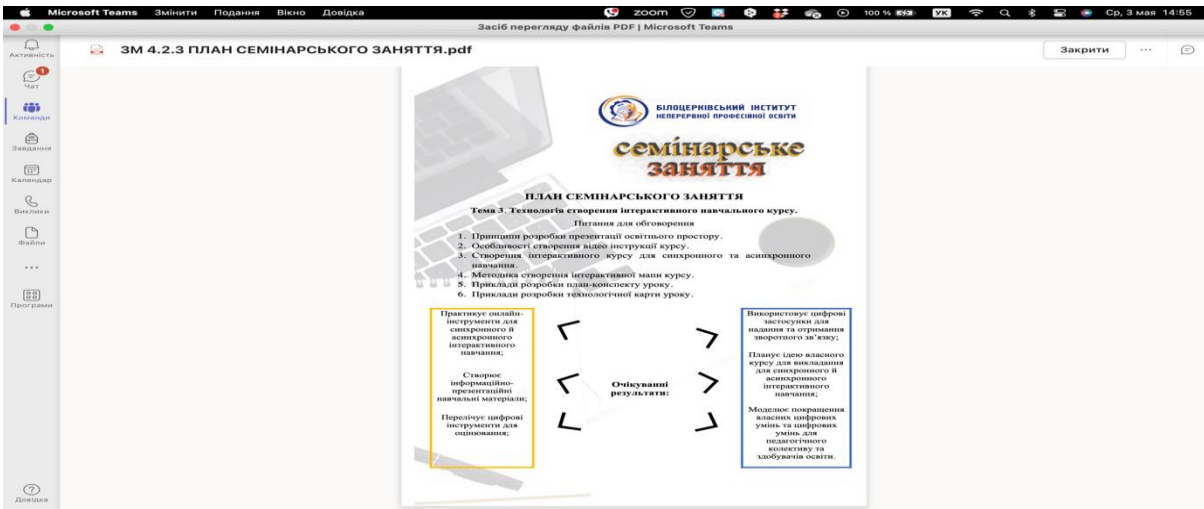 Microsoft Teams Змінити Подання Вікно Довідка zoom 100 % УК Ср, 3 мая 14:55
Засіб перегляду файлів PDF | Microsoft Teams
ЗМ 4.2.3 ПЛАН СЕМІНАРСЬКОГО ЗАНЯТТЯ.pdf Закрити ...
Активність
1
Чат
Команди
Завдання
Календар
Виклики
Файли
...
Програми
Довідка
БІЛОЦЕРКІВСЬКИЙ ІНСТИТУТ
НЕПЕРЕРВНОЇ ПРОФЕСІЙНОЇ ОСВІТИ
семінарське
заняття
ПЛАН СЕМІНАРСЬКОГО ЗАНЯТТЯ
Тема 3. Технологія створення інтерактивного навчального курсу.
Питання для обговорення
1. Принципи розробки презентації освітнього простору.
2. Особливості створення відео інструкції курсу.
3. Створення інтерактивного курсу для синхронного та асинхронного
навчання.
4. Методика створення інтерактивної мапи курсу.
5. Приклади розробки план-конспекту уроку.
6. Приклади розробки технологічної карти уроку.
Практикує онлайн-
інструменти для
синхронного й
асинхронного
інтерактивного
навчання;
Створює
інформаційно-
презентаційні
навчальні матеріали;
Перелічує цифрові
інструменти для
оцінювання;
Очікуванні
результати:
Використовує цифрові
застосунки для
надання та отримання
зворотного зв'язку;
Планує ідею власного
курсу для викладання
для синхронного й
асинхронного
інтерактивного
навчання;
Моделює покращення
власних цифрових
умінь та цифрових
умінь для
педагогічного
колективу та
здобувачів освіти.